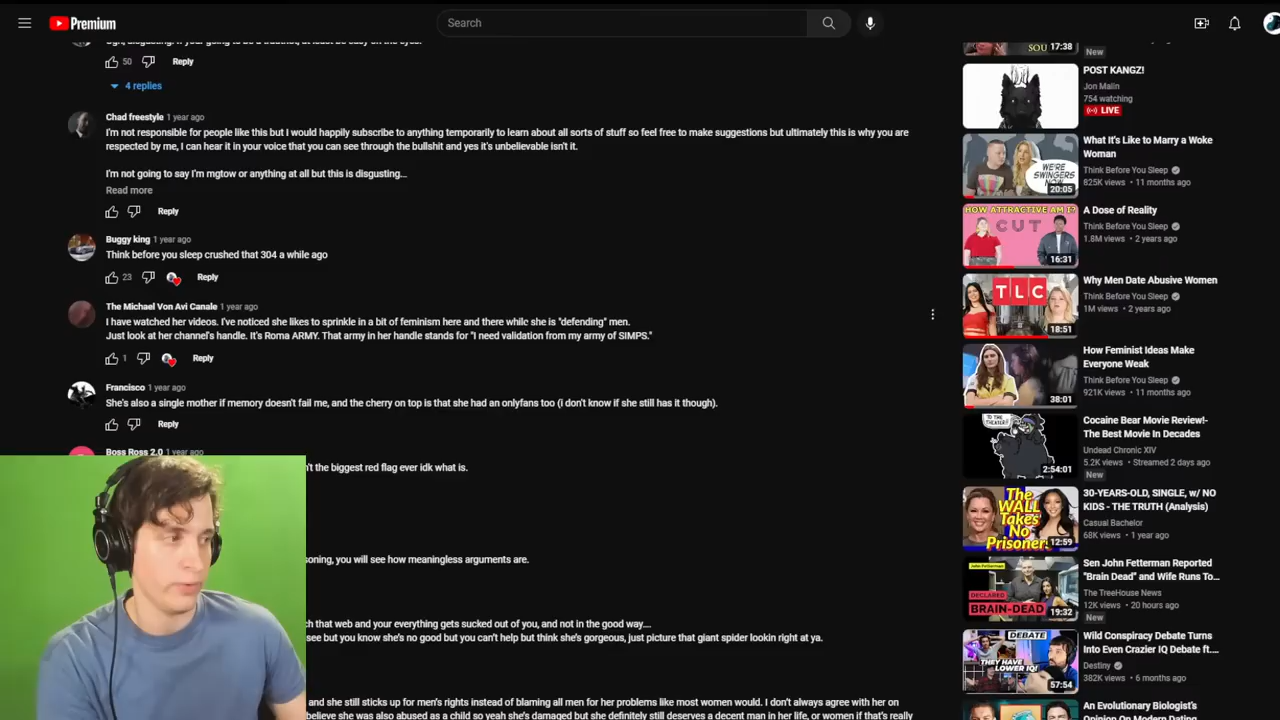 Premium
Search
50
Reply
4 replies
Chad freestyle 1 year ago
I'm not responsible for people like this but I would happily subscribe to anything temporarily to learn about all sorts of stuff so feel free to make suggestions but ultimately this is why you are
respected by me, I can hear it in your voice that you can see through the bullshit and yes it's unbelievable isn't it.
I'm not going to say I'm mgtow or anything at all but this is disgusting...
Read more
Reply
Buggy king 1 year ago
Think before you sleep crushed that 304 a while ago
23
Reply
The Michael Von Avi Canale 1 year ago
I have watched her videos. I've noticed she likes to sprinkle in a bit of feminism here and there while she is "defending" men.
Just look at her channel's handle. It's Roma ARMY. That army in her handle stands for "I need validation from my army of SIMPS."
1
Reply
Francisco 1 year ago
She's also a single mother if memory doesn't fail me, and the cherry on top is that she had an onlyfans too (i don't know if she still has it though).
Reply
Boss Ross 2.0 1 year ago
the biggest red flag ever idk what is.
you will see how meaningless arguments are.
that web and your everything gets sucked out of you, and not in the good way....
see but you know she's no good but you can't help but think she's gorgeous, just picture that giant spider lookin right at ya.
and she still sticks up for men's rights instead of blaming all men for her problems like most women would. I don't always agree with her on
believe she was also abused as a child so yeah she's damaged but she definitely still deserves a decent man in her life, or women if that's really
SOU
17:38
New
POST KANGZ!
Jon Malin
754 watching
LIVE
WE'RE
SWINGERS
NOW
20:05
What It's Like to Marry a Woke
Woman
Think Before You Sleep
825K views • 11 months ago
HOW ATTRACTIVE AM I?
CUT
16:31
A Dose of Reality
Think Before You Sleep
1.8M views • 2 years ago
TLC
18:51
Why Men Date Abusive Women
Think Before You Sleep
1M views • 2 years ago
38:01
How Feminist Ideas Make
Everyone Weak
Think Before You Sleep
921K views • 11 months ago
TO THE
THEATER!!
2:54:01
Cocaine Bear Movie Review!-
The Best Movie In Decades
Undead Chronic XIV
5.2K views • Streamed 2 days ago
New
The
WALL
Takes
No
Prisoners
12:59
30-YEARS-OLD, SINGLE, w/ NO
KIDS - THE TRUTH (Analysis)
Casual Bachelor
68K views • 1 year ago
DECLARED
BRAIN-DEAD
19:32
Sen John Fetterman Reported
"Brain Dead" and Wife Runs To...
The TreeHouse News
12K views • 20 hours ago
New
DEBATE
THEY HAVE
LOWER IQ!
57:54
Wild Conspiracy Debate Turns
Into Even Crazier IQ Debate ft....
Destiny
382K views • 6 months ago
An Evolutionary Biologist's
Opinion On Modern Dating